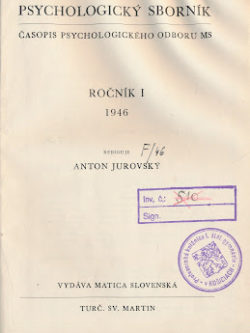 PSYCHOLOGICKÝ SBORNÍK
ČASOPIS PSYCHOLOGICKÉHO ODBORU MS
ROČNÍK I
1946
REDIGUJE
F/46
ANTON JUROVSKÝ
Inv. č.:
Sign.
VYDÁVA MATICA SLOVENSKÁ
TURČ. SV. MARTIN